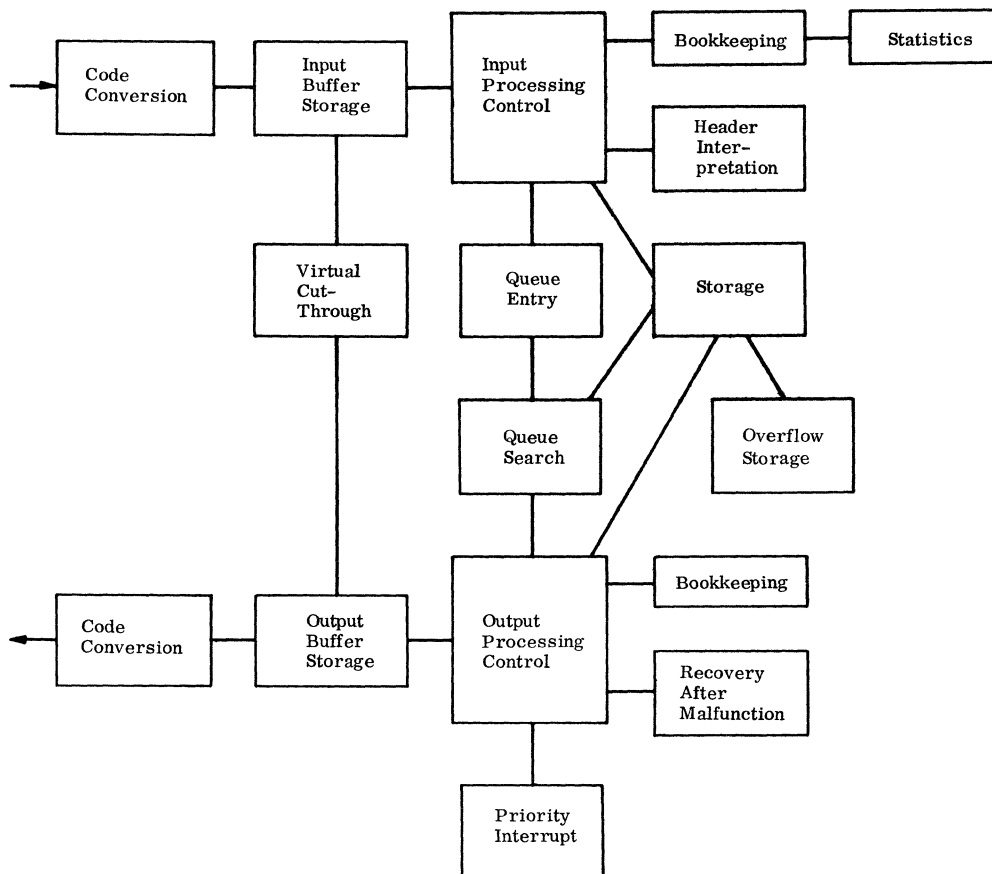 Code
Conversion
Input
Buffer
Storage
Input
Processing
Control
Bookkeeping
Statistics
Header
Inter-
pretation
Virtual
Cut-
Through
Queue
Entry
Storage
Queue
Search
Overflow
Storage
Code
Conversion
Output
Buffer
Storage
Output
Processing
Control
Bookkeeping
Recovery
After
Malfunction
Priority
Interrupt